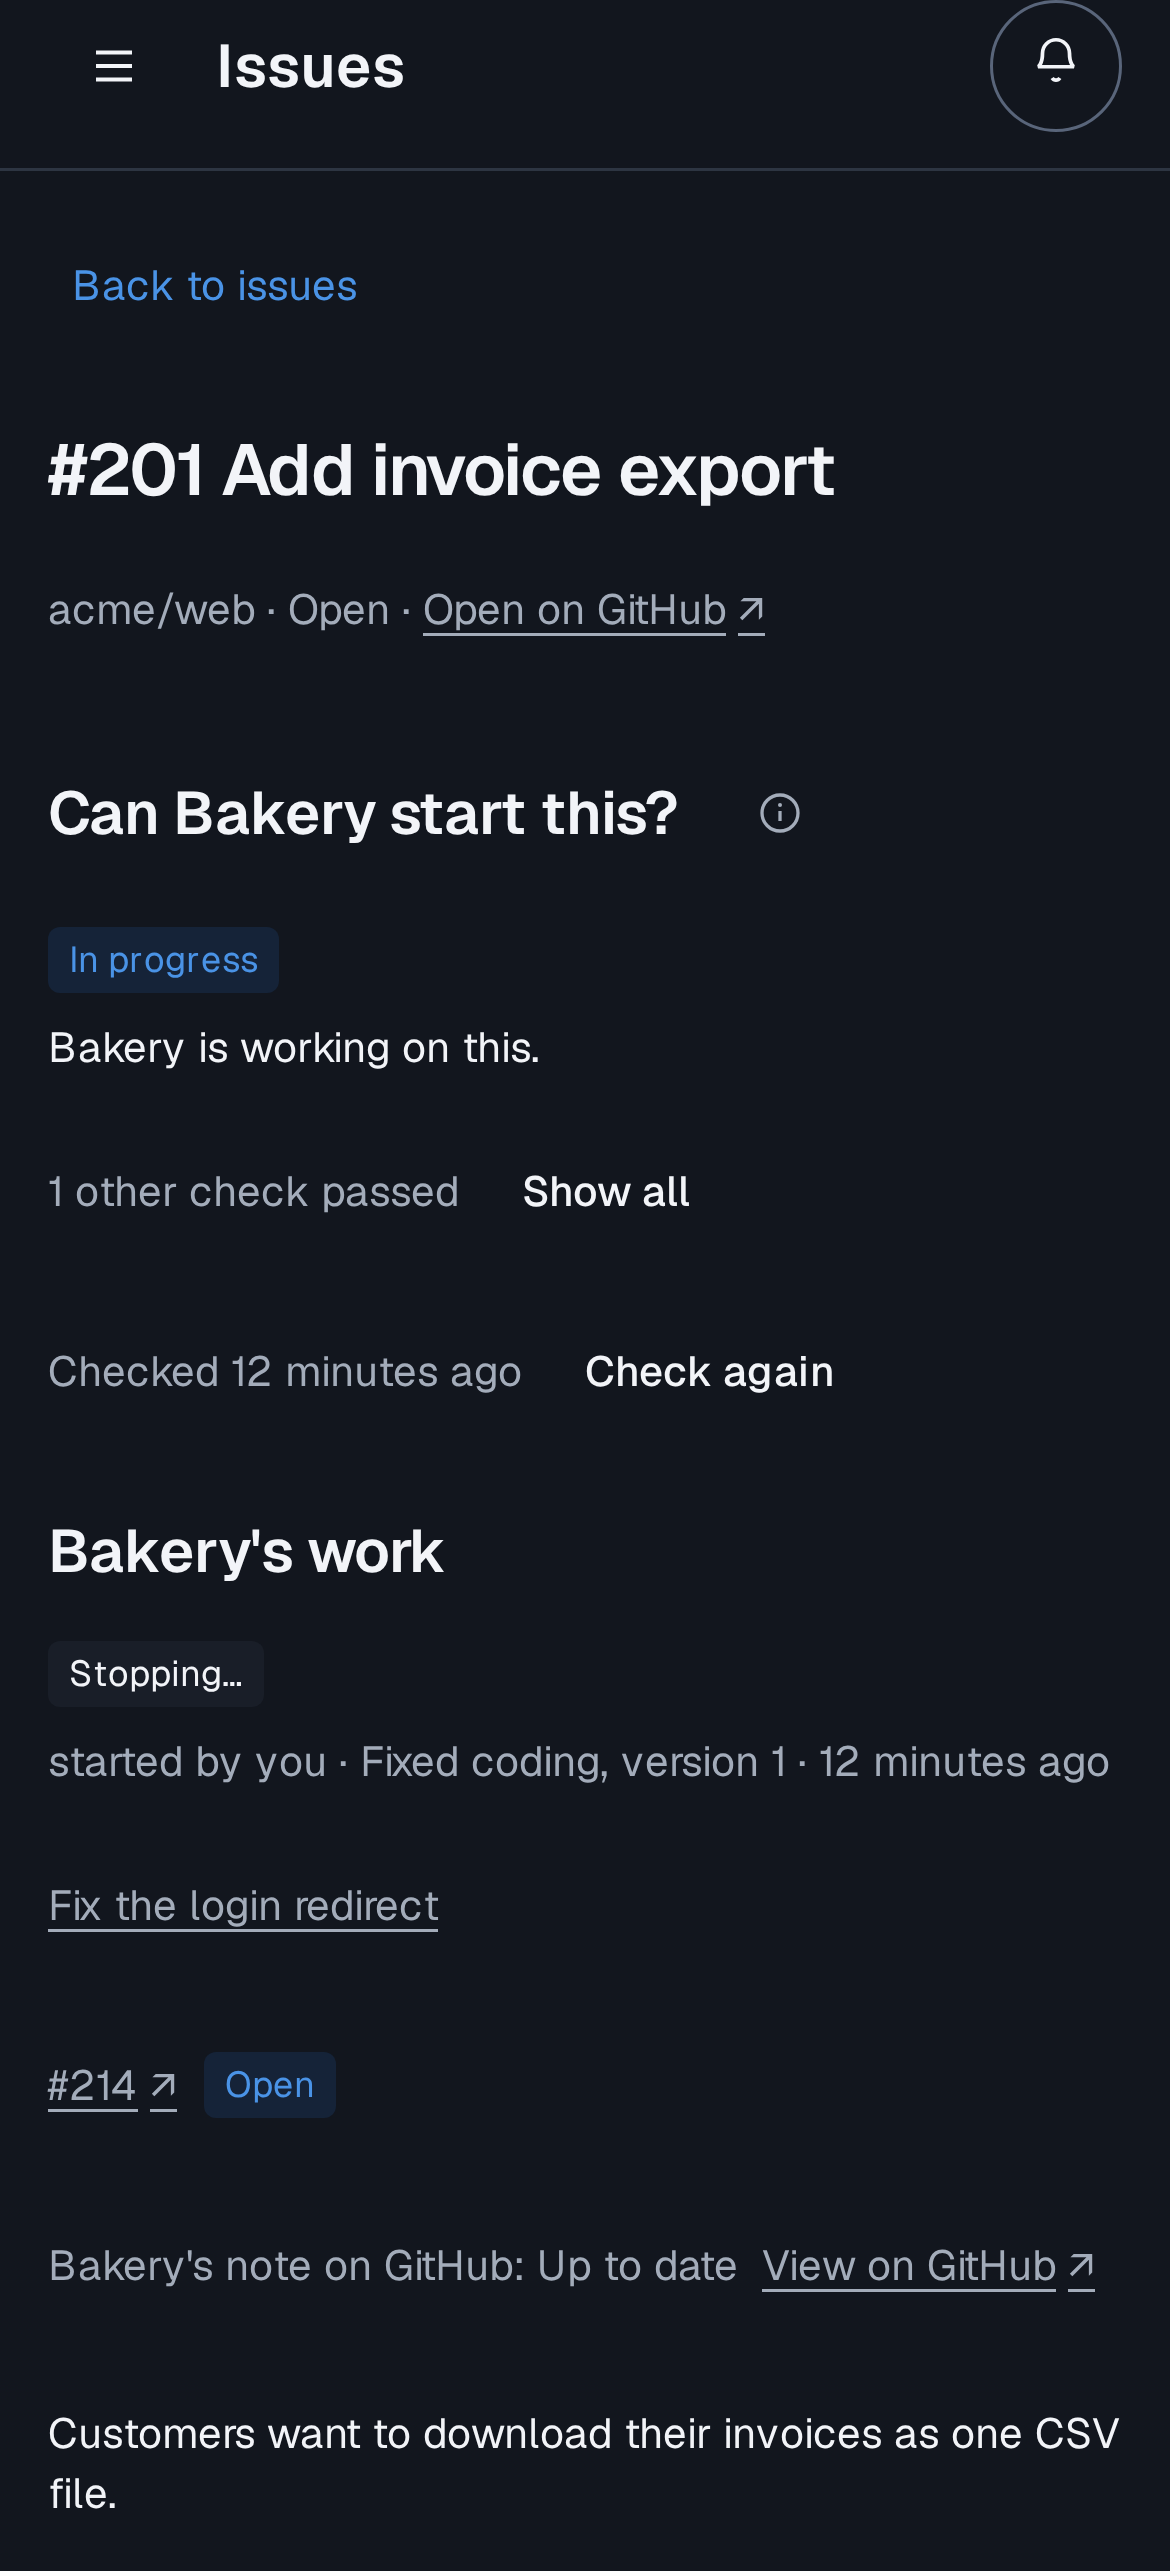 Issues
Back to issues
#201 Add invoice export
acme/web · Open · Open on GitHub ↗
Can Bakery start this?
In progress
Bakery is working on this.
1 other check passed Show all
Checked 12 minutes ago Check again
Bakery's work
Stopping…
started by you · Fixed coding, version 1 · 12 minutes ago
Fix the login redirect
#214 ↗ Open
Bakery's note on GitHub: Up to date View on GitHub ↗
Customers want to download their invoices as one CSV
file.